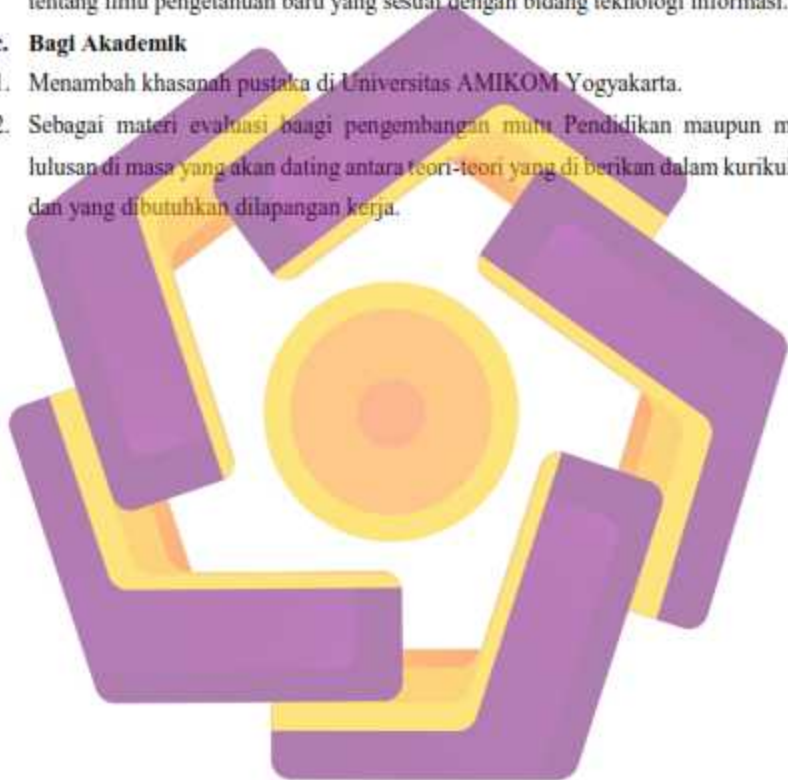 tentang ilmu pengetahuan baru yang sesuai dengan bidang teknologi informasi.
c. Bagi Akademik
1. Menambah khasanah pustaka di Universitas AMIKOM Yogyakarta.
2. Sebagai materi evaluasi baagi pengembangan mutu Pendidikan maupun
lulusan di masa yang akan dating antara teori-teori yang di berikan dalam
dan yang dibutuhkan dilapangan kerja.